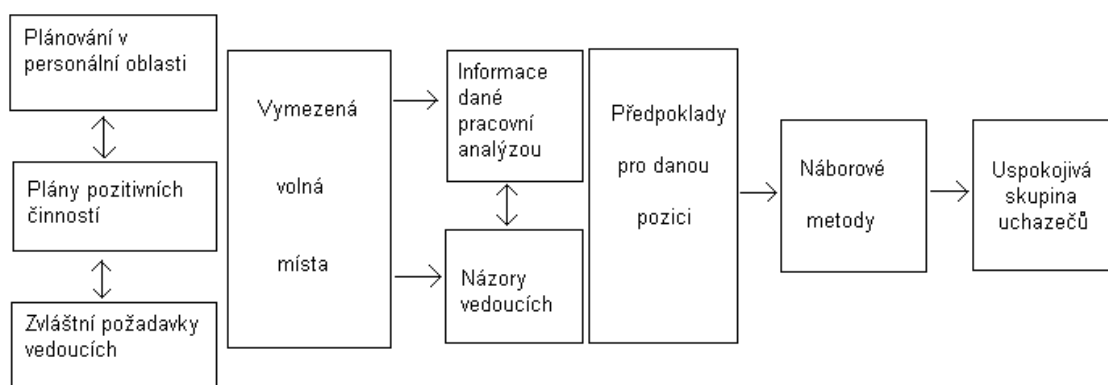 Plánování v
personální oblasti
Plány pozitivních
činností
Zvláštní požadavky
vedoucích
Vymezená
volná
místa
Informace
dané
pracovní
analýzou
Názory
vedoucích
Předpoklady
pro danou
pozici
Náborové
metody
Uspokojivá
skupina
uchazečů